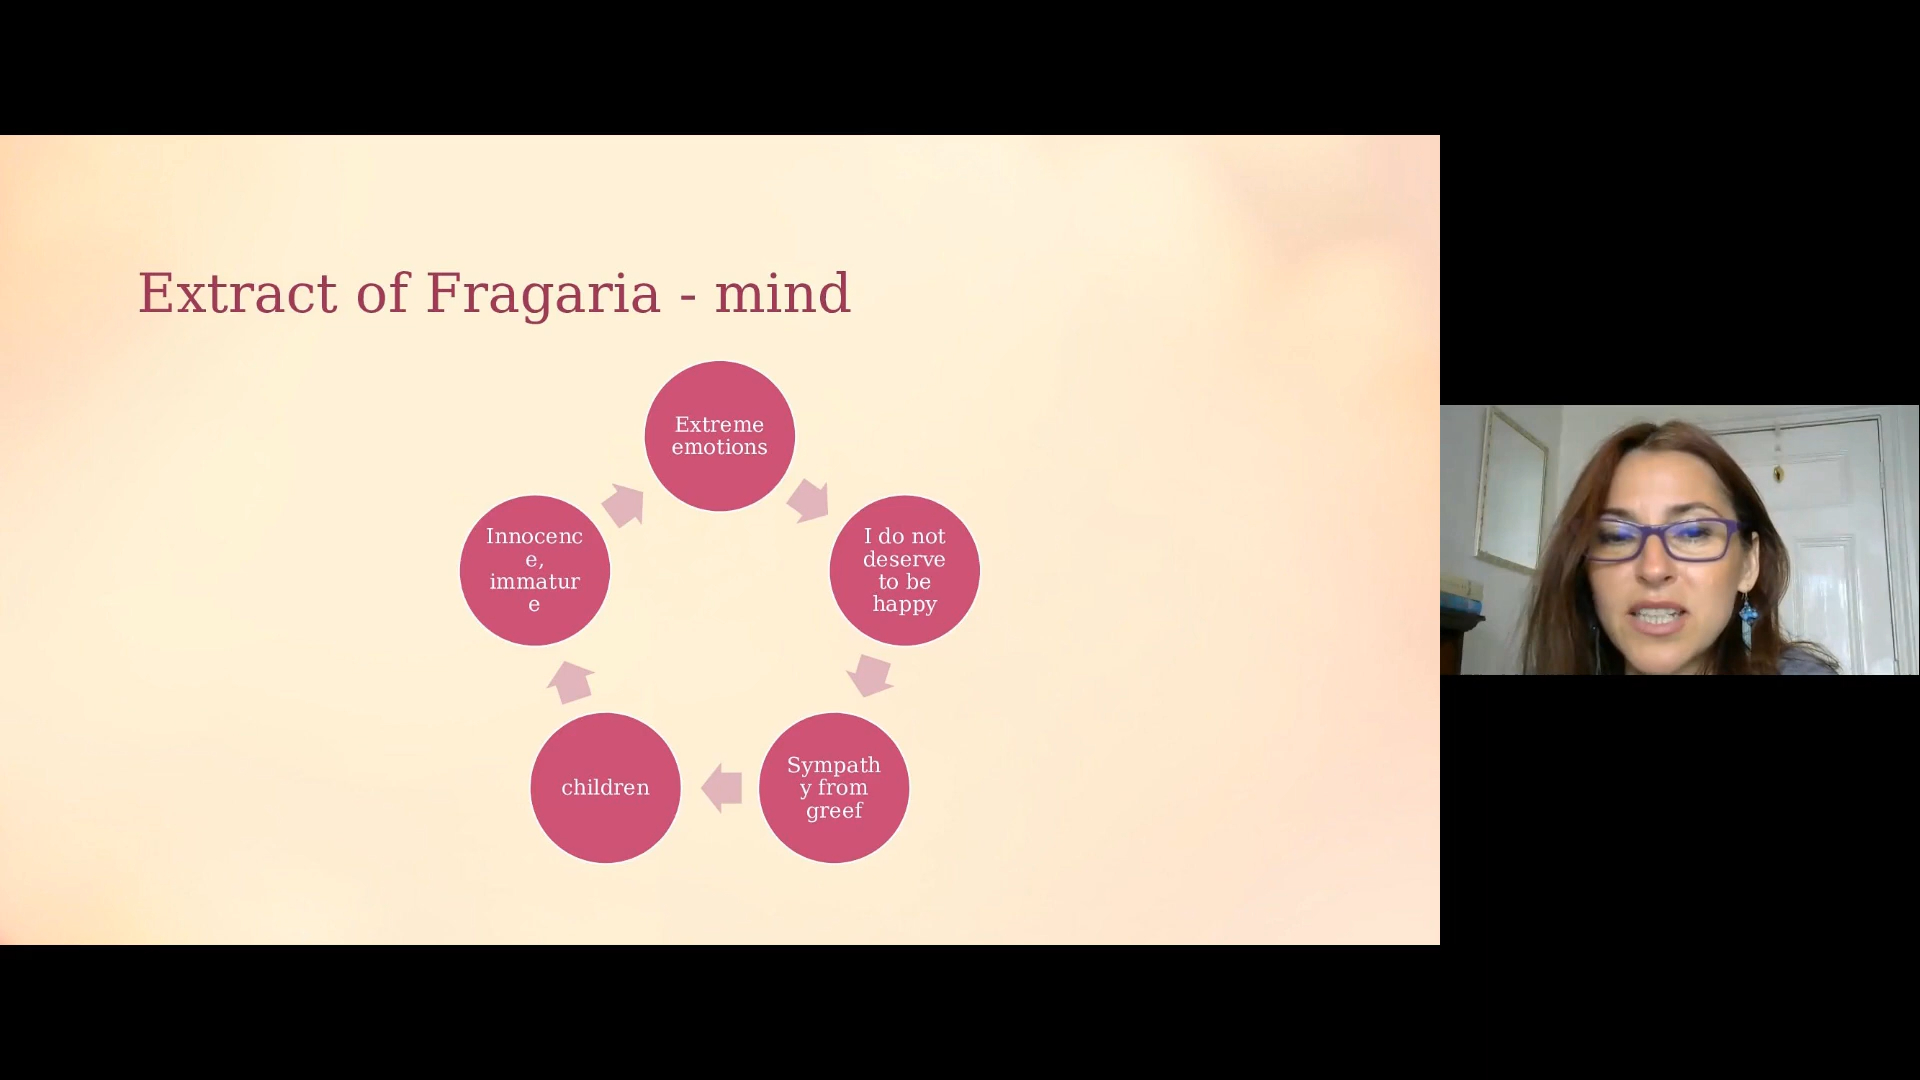 Extract of Fragaria - mind
Extreme
emotions
I do not
deserve
to be
happy
Sympath
y from
greef
children
Innocenc
e,
immatur
e